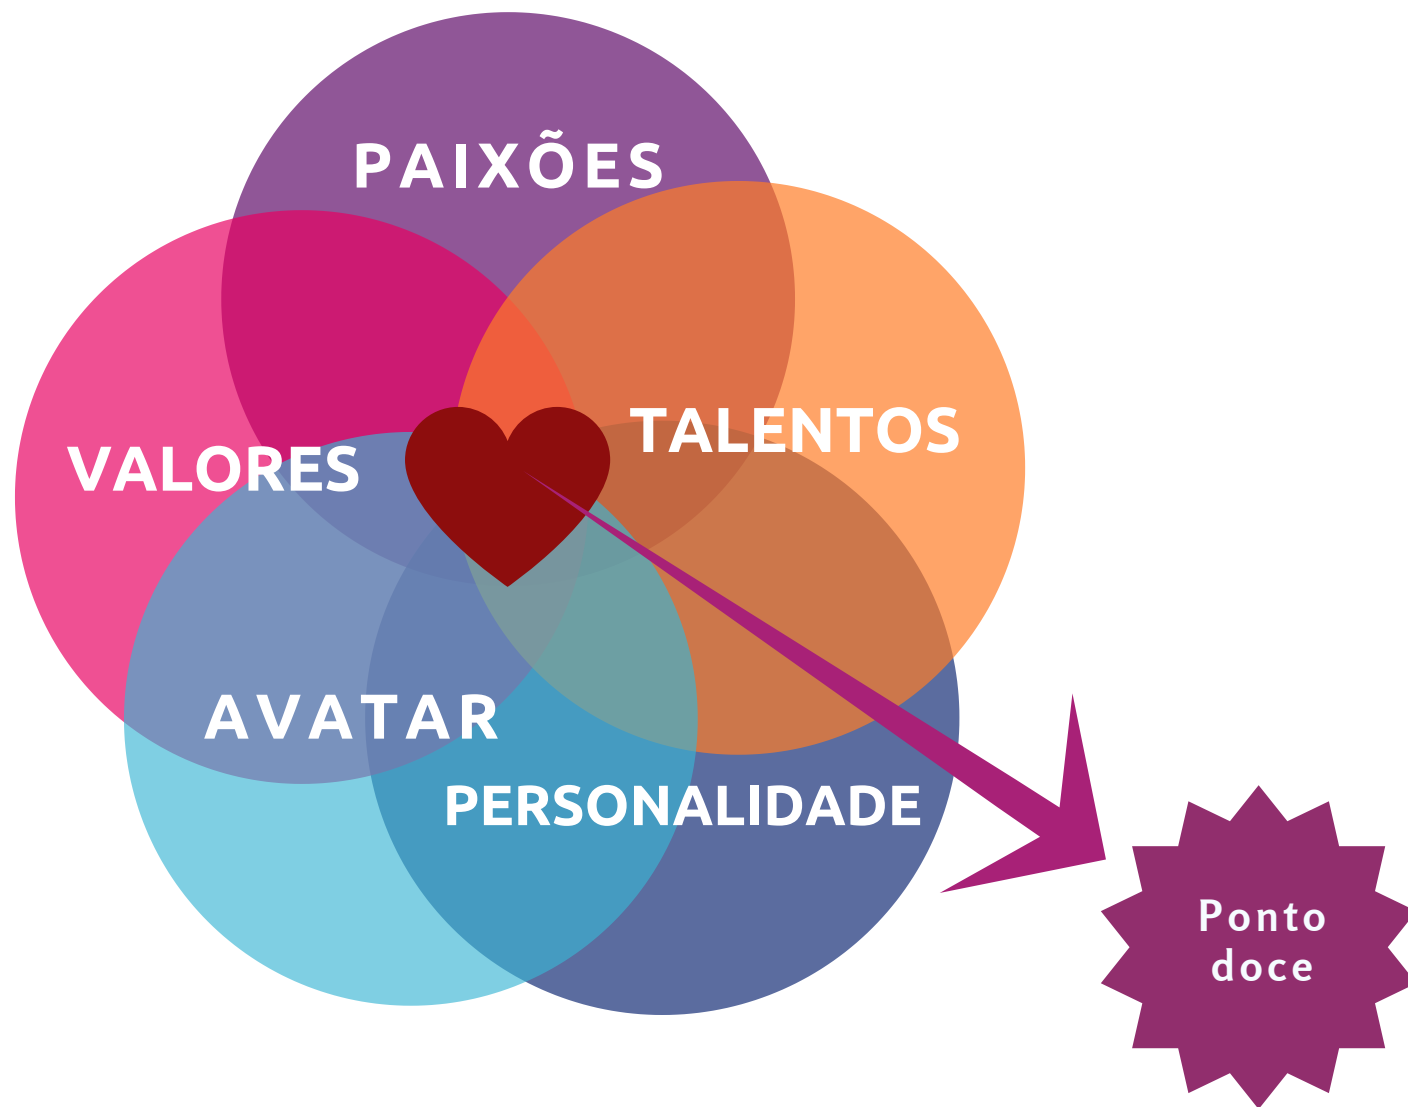 PAIXÕES
TALENTOS
VALORES
AVATAR
PERSONALIDADE
Ponto
doce